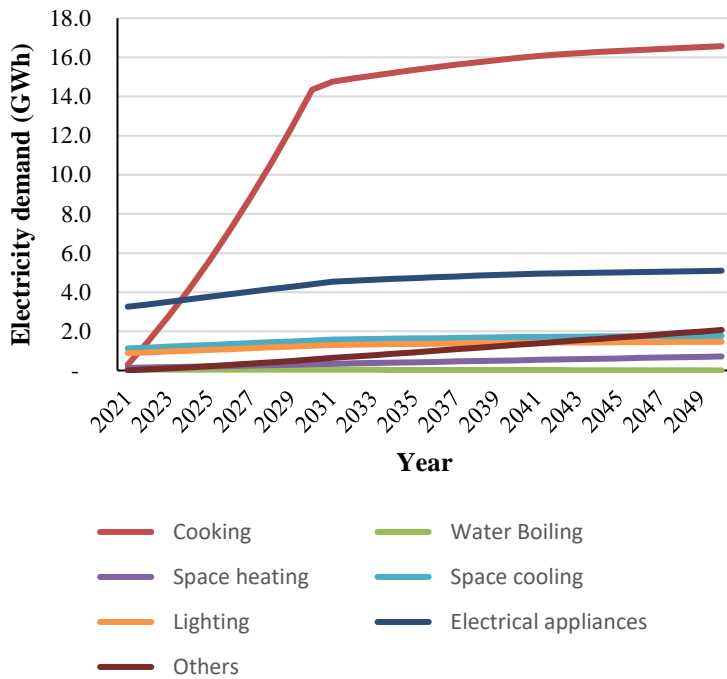 Electricity demand (GWh)
18.0
16.0
14.0
12.0
10.0
8.0
6.0
4.0
2.0
-
2021
2023
2025
2027
2029
2031
2033
2035
2037
2039
2041
2043
2045
2047
2049
Year
Cooking
Water Boiling
Space heating
Space cooling
Lighting
Electrical appliances
Others